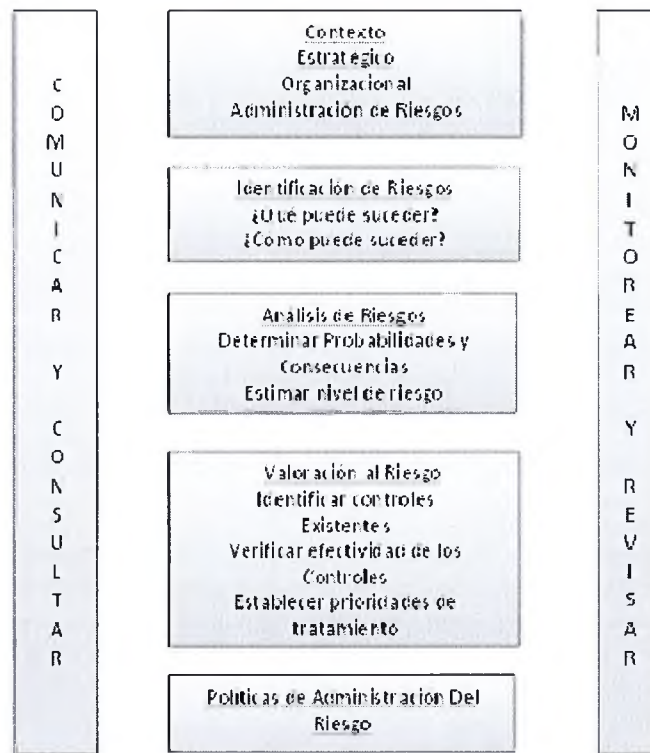 COMUNICAR Y CONSULTAR
Contexto
Estratégico
Organizacional
Administración de Riesgos
Identificación de Riesgos
¿Qué puede suceder?
¿Cómo puede suceder?
Análisis de Riesgos
Determinar Probabilidades y
Consecuencias
Estimar nivel de riesgo
Valoración al Riesgo
Identificar controles
Existentes
Verificar efectividad de los
Controles
Establecer prioridades de
tratamiento
Políticas de Administración Del
Riesgo
MONITOREAR Y REVISAR